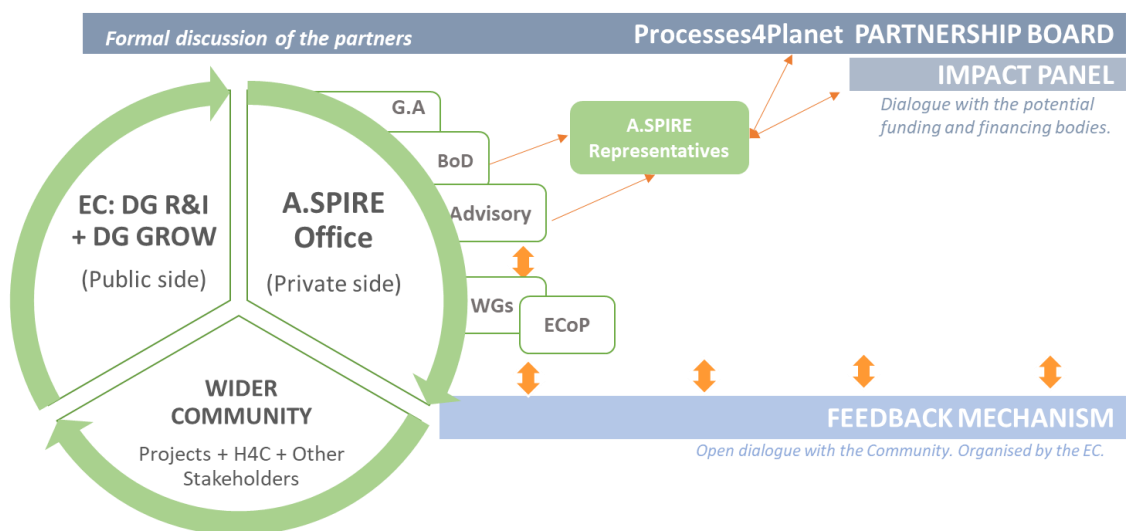 Formal discussion of the partners
Processes4Planet PARTNERSHIP BOARD
IMPACT PANEL
Dialogue with the potential
funding and financing bodies.
G.A
BoD
Advisory
A.SPIRE
Representatives
EC: DG R&I
+ DG GROW
(Public side)
A.SPIRE
Office
(Private side)
WGs
ECoP
WIDER
COMMUNITY
Projects + H4C + Other
Stakeholders
FEEDBACK MECHANISM
Open dialogue with the Community. Organised by the EC.